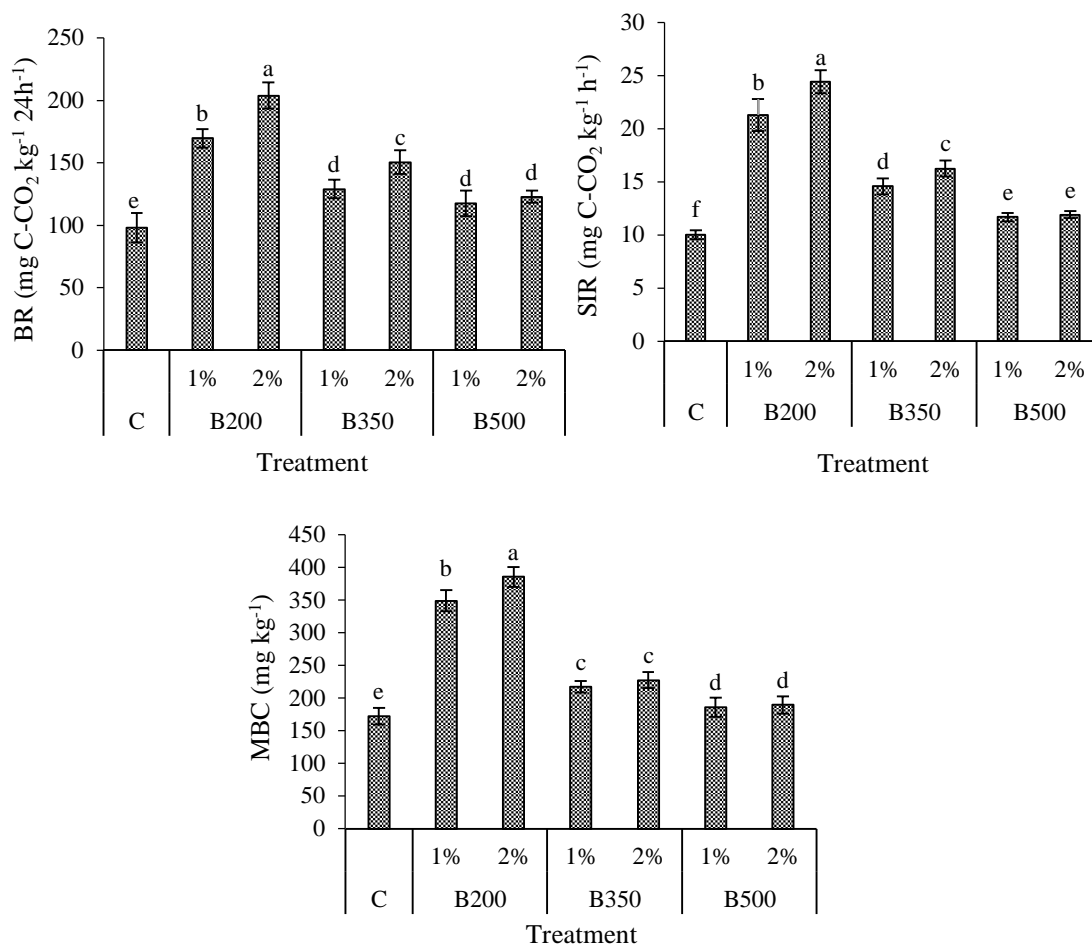 BR (mg C-CO₂ kg⁻¹ 24h⁻¹)
250
200
150
100
50
0
e
b
a
d
c
d
d
1% 2% 1% 2% 1% 2%
C B200 B350 B500
Treatment
SIR (mg C-CO₂ kg⁻¹ h⁻¹)
30
25
20
15
10
5
0
f
b
a
d
c
e
e
1% 2% 1% 2% 1% 2%
C B200 B350 B500
Treatment
MBC (mg kg⁻¹)
450
400
350
300
250
200
150
100
50
0
e
b
a
c
c
d
d
1% 2% 1% 2% 1% 2%
C B200 B350 B500
Treatment